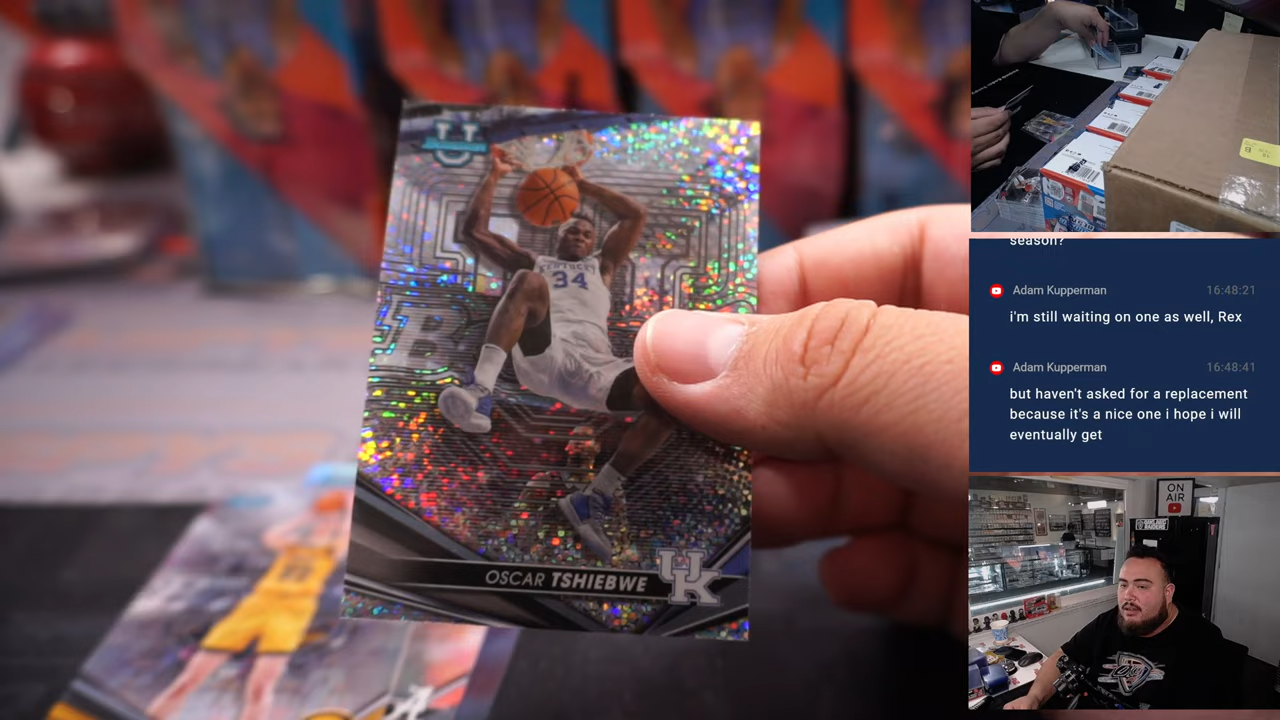 U
KENTUCKY
34
B
OSCAR TSHIEBWE
UK
season?
Adam Kupperman 16:48:21
i'm still waiting on one as well, Rex
Adam Kupperman 16:48:41
but haven't asked for a replacement
because it's a nice one i hope i will
eventually get
ON
AIR